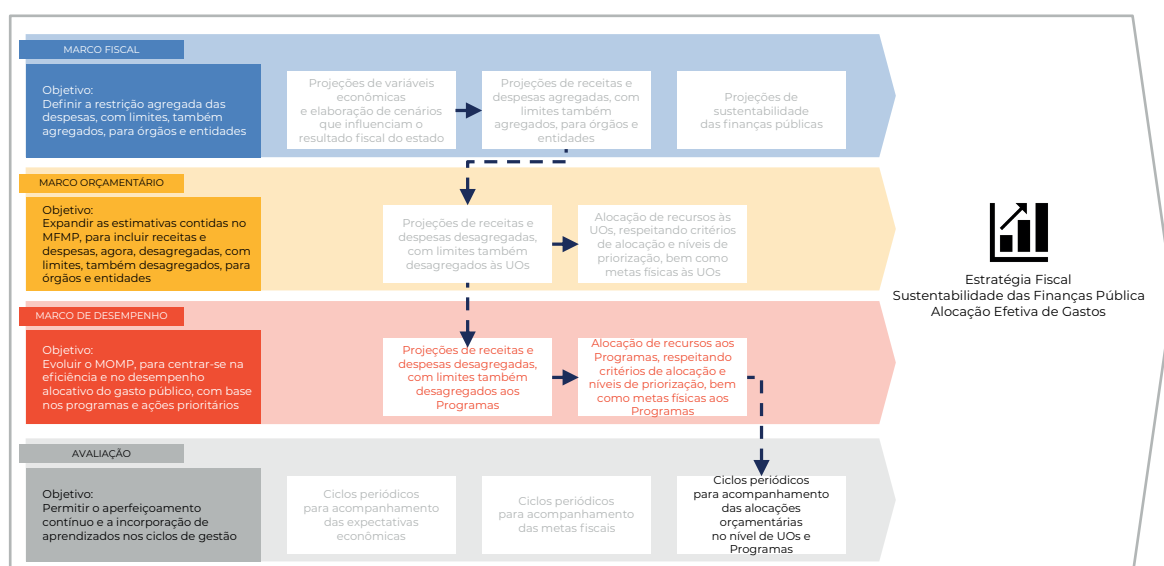 MARCO FISCAL
Objetivo:
Definir a restrição agregada das
despesas, com limites, também
agregados, para órgãos e entidades
Projeções de variáveis
econômicas
e elaboração de cenários
que influenciam o
resultado fiscal do estado
Projeções de receitas e
despesas agregadas, com
limites também
agregados, para órgãos e
entidades
Projeções de
sustentabilidade
das finanças públicas
MARCO ORÇAMENTÁRIO
Objetivo:
Expandir as estimativas contidas no
MFMP, para incluir receitas e
despesas, agora, desagregadas, com
limites, também desagregados, para
órgãos e entidades
Projeções de receitas e
despesas desagregadas,
com limites também
desagregados às UOs
Alocação de recursos às
UOs, respeitando critérios
de alocação e níveis de
priorização, bem como
metas físicas às UOs
MARCO DE DESEMPENHO
Objetivo:
Evoluir o MOMP, para centrar-se na
eficiência e no desempenho
alocativo do gasto público, com base
nos programas e ações prioritários
Projeções de receitas e
despesas desagregadas,
com limites também
desagregados aos
Programas
Alocação de recursos aos
Programas, respeitando
critérios de alocação e
níveis de priorização, bem
como metas físicas aos
Programas
AVALIAÇÃO
Objetivo:
Permitir o aperfeiçoamento
contínuo e a incorporação de
aprendizados nos ciclos de gestão
Ciclos periódicos
para acompanhamento
das expectativas
econômicas
Ciclos periódicos
para acompanhamento
das metas fiscais
Ciclos periódicos
para acompanhamento
das alocações
orçamentárias
no nível de UOs e
Programas
Estratégia Fiscal
Sustentabilidade das Finanças Pública
Alocação Efetiva de Gastos